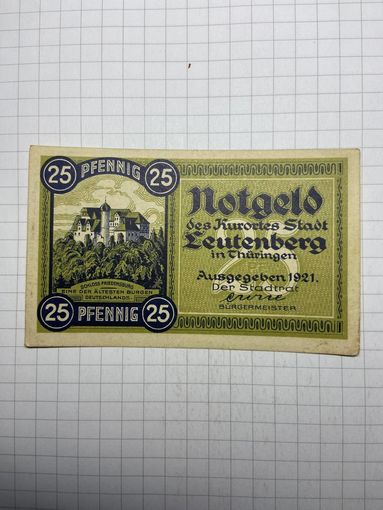 25 PFENNIG 25
SCHLOSS FRIEDENSBURG
EINE DER ÄLTESTEN BURGEN
DEUTSCHLANDS
25 PFENNIG 25
Notgeld
des Kurortes Stadt
Leutenberg
in Thüringen
25
Ausgegeben 1921.
Der Stadtrat
BÜRGERMEISTER